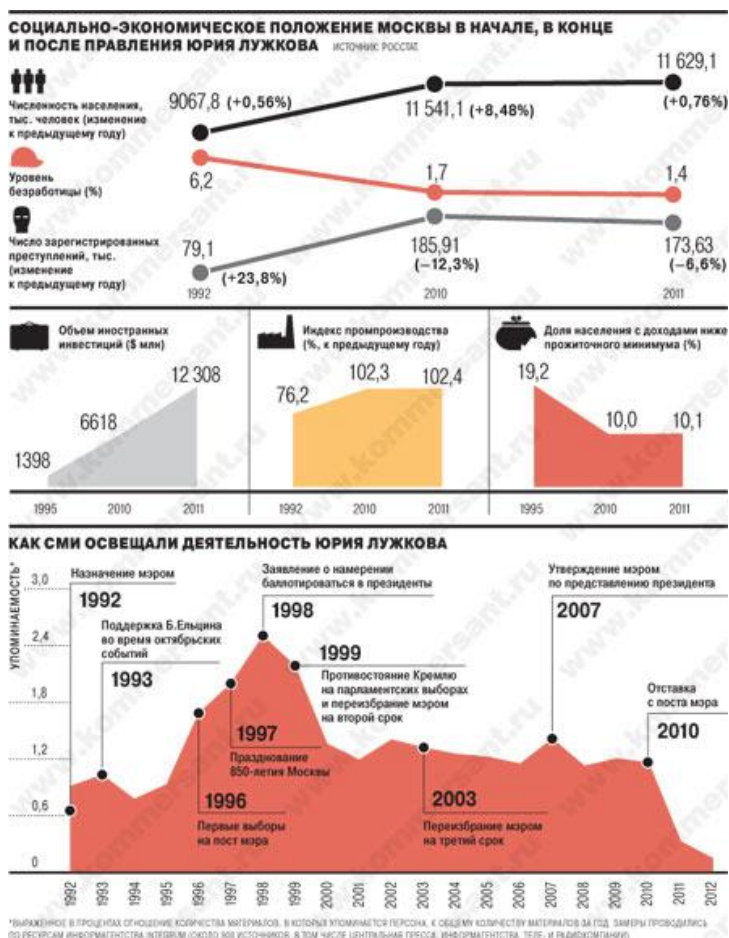 СОЦИАЛЬНО-ЭКОНОМИЧЕСКОЕ ПОЛОЖЕНИЕ МОСКВЫ В НАЧАЛЕ, В КОНЦЕ
И ПОСЛЕ ПРАВЛЕНИЯ ЮРИЯ ЛУЖКОВА ИСТОЧНИК: РОССТАТ.
Численность населения,
тыс. человек (изменение
к предыдущему году)
9067,8 (+0,56%)
11 541,1 (+8,48%)
11 629,1
(+0,76%)
Уровень
безработицы (%)
6,2
1,7
1,4
Число зарегистрированных
преступлений, тыс.
(изменение
к предыдущему году)
79,1
(+23,8%)
185,91
(–12,3%)
173,63
(–6,6%)
1992 2010 2011
Объем иностранных
инвестиций ($ млн)
1398
6618
12 308
1995 2010 2011
Индекс промпроизводства
(%, к предыдущему году)
76,2
102,3
102,4
1992 2010 2011
Доля населения с доходами ниже
прожиточного минимума (%)
19,2
10,0
10,1
1995 2010 2011
КАК СМИ ОСВЕЩАЛИ ДЕЯТЕЛЬНОСТЬ ЮРИЯ ЛУЖКОВА
УПОМИНАЕМОСТЬ*
3,0
2,4
1,8
1,2
0,6
0
Назначение мэром
1992
Поддержка Б.Ельцина
во время октябрьских
событий
1993
1996
Первые выборы
на пост мэра
1997
Празднование
850-летия Москвы
Заявление о намерении
баллотироваться в президенты
1998
1999
Противостояние Кремлю
на парламентских выборах
и переизбрание мэром
на второй срок
2003
Переизбрание мэром
на третий срок
Утверждение мэром
по представлению президента
2007
Отставка
с поста мэра
2010
1992 1993 1994 1995 1996 1997 1998 1999 2000 2001 2002 2003 2004 2005 2006 2007 2008 2009 2010 2011 2012
*ВЫРАЖЕННОЕ В ПРОЦЕНТАХ ОТНОШЕНИЕ КОЛИЧЕСТВА МАТЕРИАЛОВ, В КОТОРЫХ УПОМИНАЕТСЯ ПЕРСОНА, К ОБЩЕМУ КОЛИЧЕСТВУ МАТЕРИАЛОВ ЗА ГОД. ЗАМЕРЫ ПРОВОДИЛИСЬ
ПО РЕСУРСАМ ИНФОРМАГЕНТСТВА INTEGRUM (ОКОЛО 900 ИСТОЧНИКОВ, В ТОМ ЧИСЛЕ ЦЕНТРАЛЬНАЯ ПРЕССА, ИНФОРМАГЕНТСТВА, ТЕЛЕ- И РАДИОКОМПАНИИ)
www.kommersant.ru